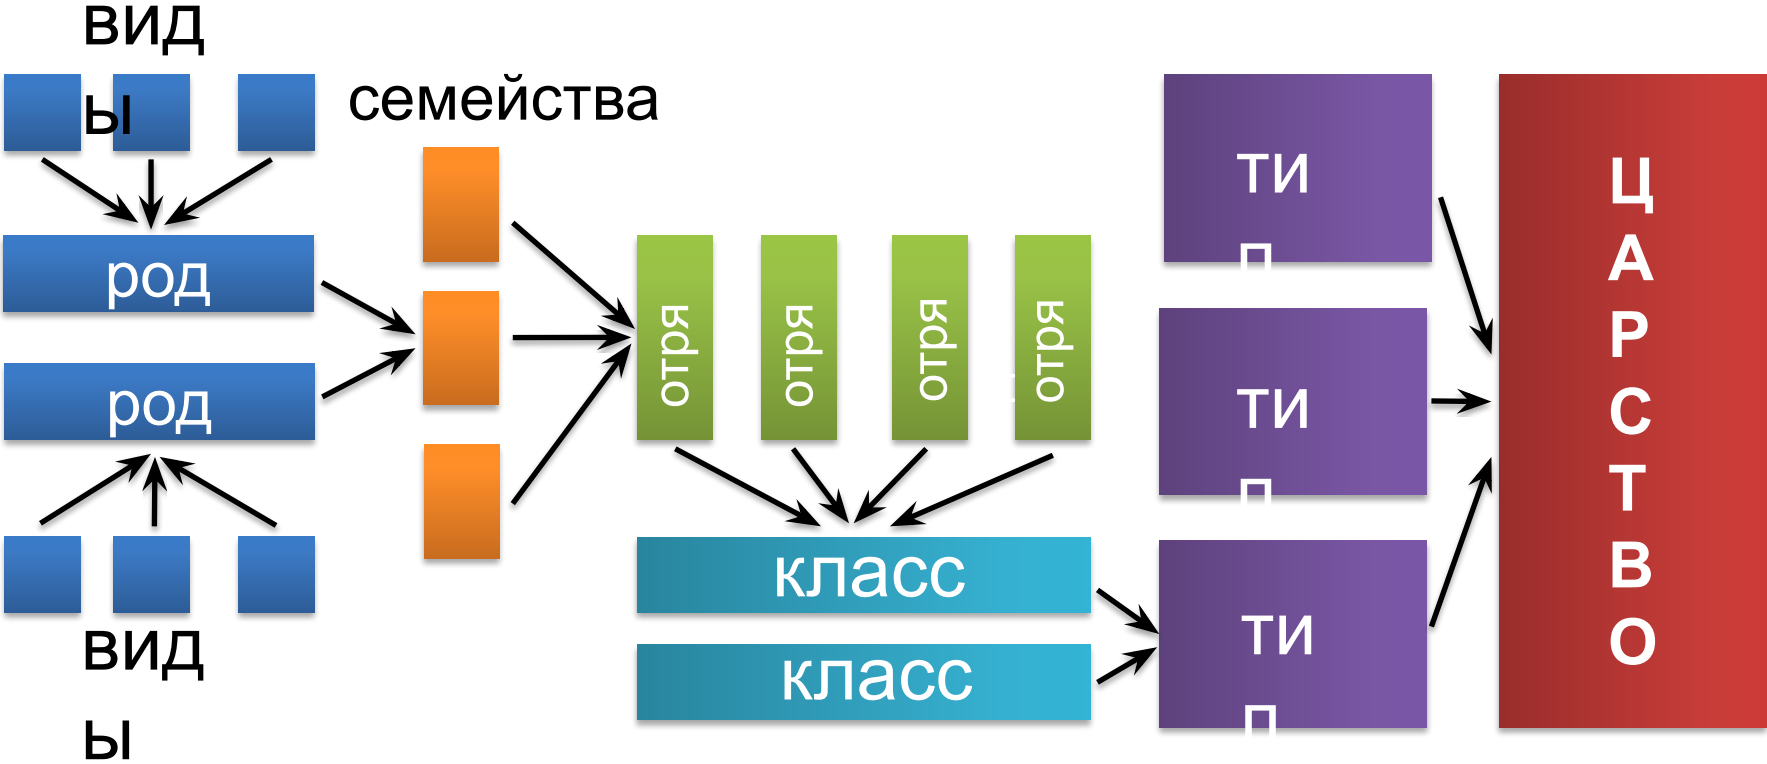 вид
ы
семейства
род
род
вид
ы
отря
отря
отря
отря
класс
класс
ти
п
ти
п
ти
п
Ц
А
Р
С
Т
В
О